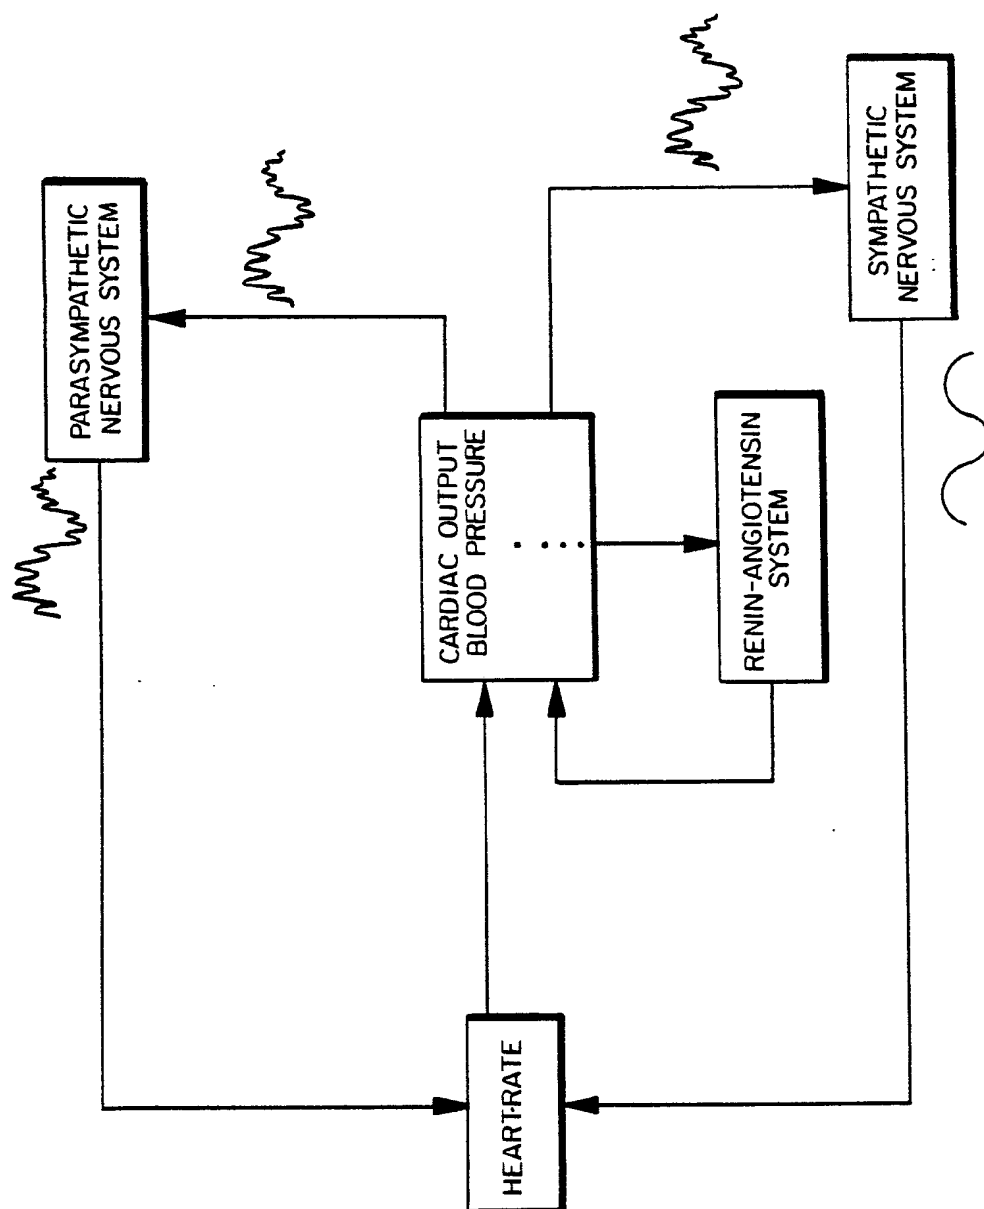 PARASYMPATHETIC
NERVOUS SYSTEM
CARDIAC OUTPUT
BLOOD PRESSURE
. ....
RENIN-ANGIOTENSIN
SYSTEM
SYMPATHETIC
NERVOUS SYSTEM
HEART-RATE